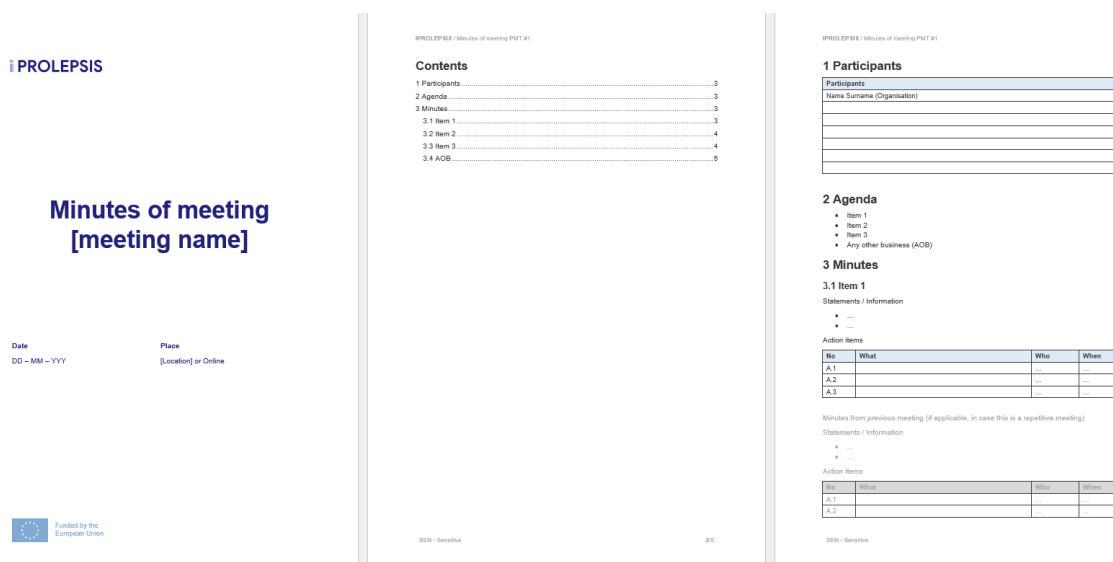 iPROLEPSIS
Minutes of meeting
[meeting name]
Date Place
DD – MM – YYY [Location] or Online
Funded by the
European Union
IPROLEPSIS / Minutes of meeting PMT #1
Contents
1 Participants 3
2 Agenda 3
3 Minutes 3
3.1 Item 1 3
3.2 Item 2 4
3.3 Item 3 4
3.4 AOB 5
SEN - Sensitive 2/5
IPROLEPSIS / Minutes of meeting PMT #1
1 Participants
Participants
Name Surname (Organisation)
2 Agenda
• Item 1
• Item 2
• Item 3
• Any other business (AOB)
3 Minutes
3.1 Item 1
Statements / Information
• ...
• ...
Action items
No What Who When
A.1 ... ...
A.2 ... ...
A.3 ... ...
Minutes from previous meeting (if applicable, in case this is a repetitive meeting)
Statements / Information
• ...
• ...
Action items
No What Who When
A.1 ... ...
A.2 ... ...
SEN - Sensitive